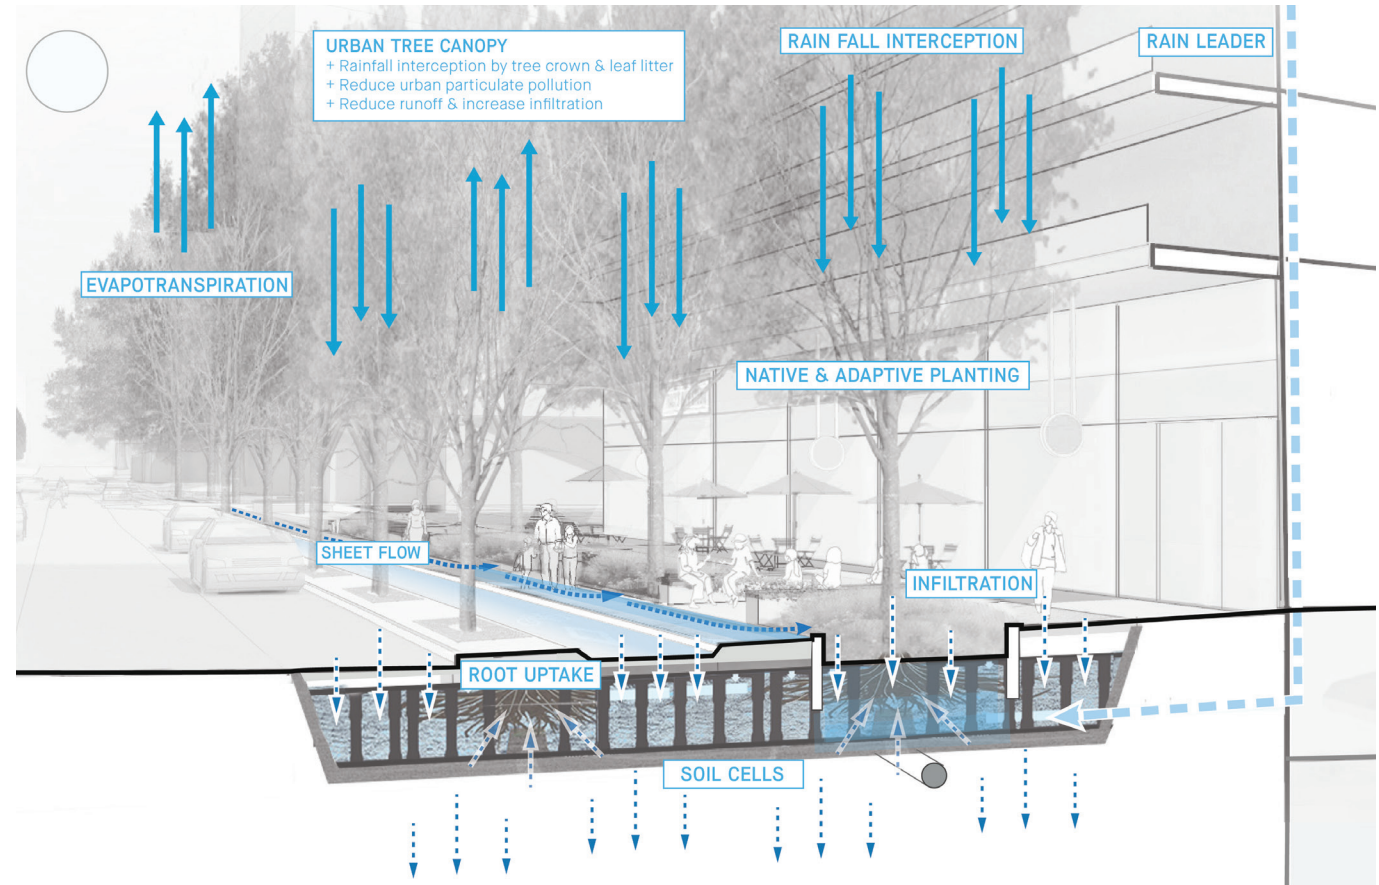 URBAN TREE CANOPY
+ Rainfall interception by tree crown & leaf litter
+ Reduce urban particulate pollution
+ Reduce runoff & increase infiltration
RAIN FALL INTERCEPTION
RAIN LEADER
EVAPOTRANSPIRATION
NATIVE & ADAPTIVE PLANTING
SHEET FLOW
INFILTRATION
ROOT UPTAKE
SOIL CELLS